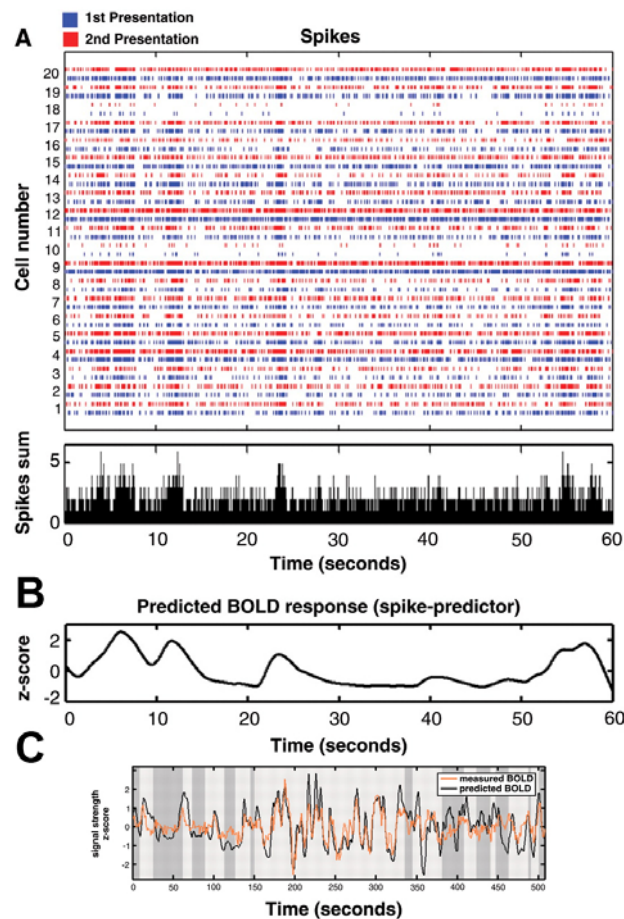 1st Presentation
A
2nd Presentation
Spikes
Cell number
20
19
18
17
16
15
14
13
12
11
10
9
8
7
6
5
4
3
2
1
Spikes sum
5
0
0 10 20 30 40 50 60
Time (seconds)
B
Predicted BOLD response (spike-predictor)
z-score
2
0
-2
0 10 20 30 40 50 60
Time (seconds)
C
signal strength
z-score
2
1
0
-1
-2
measured BOLD
predicted BOLD
0 50 100 150 200 250 300 350 400 450 500
Time (seconds)